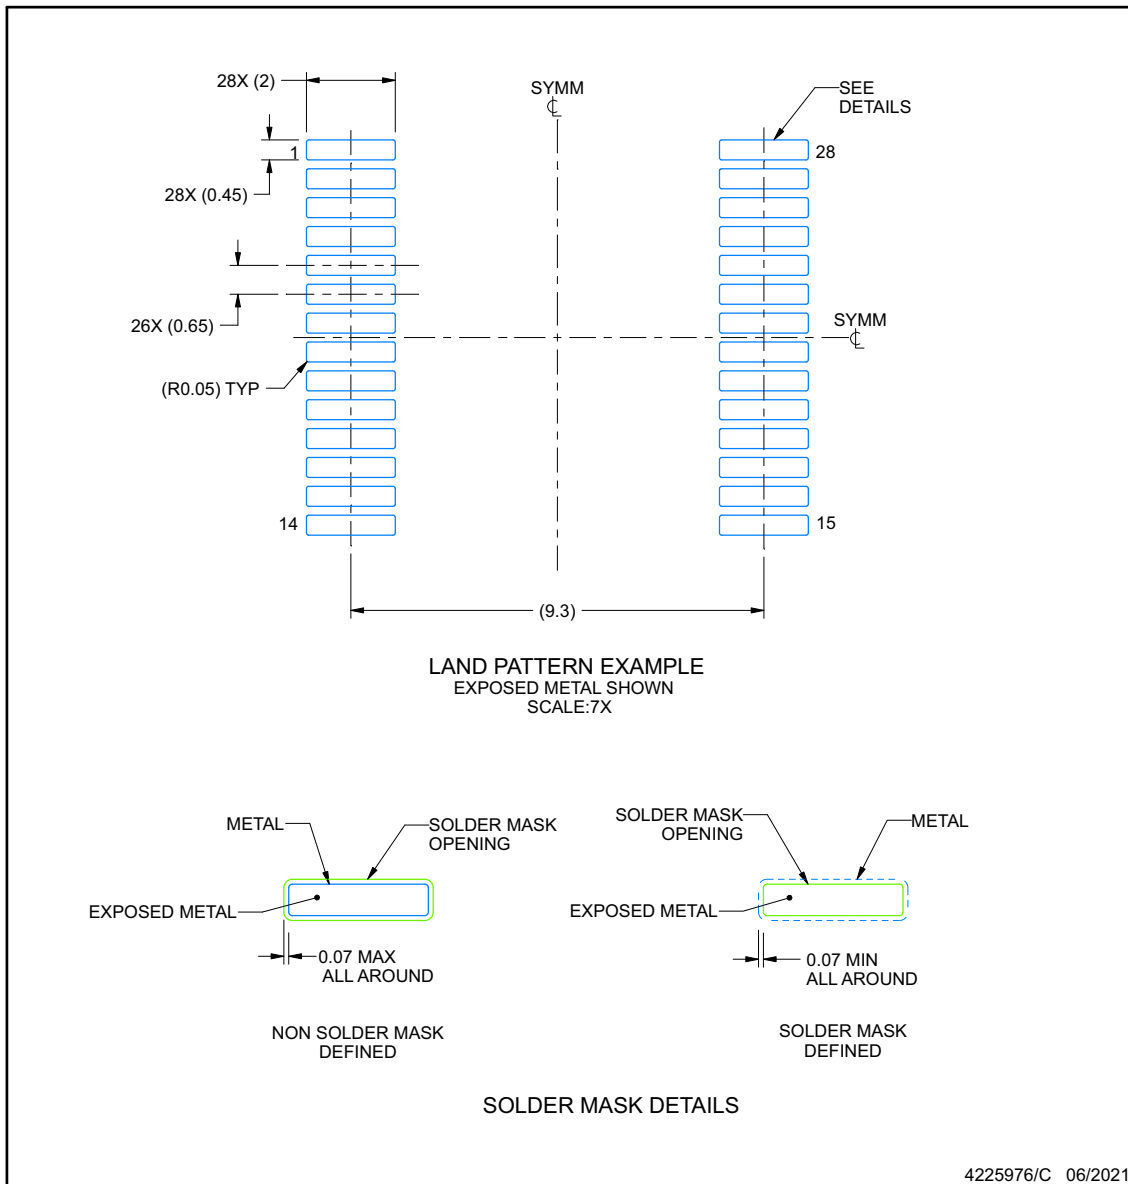 28X (2)
SYMM
℄
SEE
DETAILS
1
28
28X (0.45)
26X (0.65)
SYMM
℄
(R0.05) TYP
14
15
(9.3)
LAND PATTERN EXAMPLE
EXPOSED METAL SHOWN
SCALE:7X
METAL
SOLDER MASK
OPENING
EXPOSED METAL
0.07 MAX
ALL AROUND
NON SOLDER MASK
DEFINED
SOLDER MASK
OPENING
METAL
EXPOSED METAL
0.07 MIN
ALL AROUND
SOLDER MASK
DEFINED
SOLDER MASK DETAILS
4225976/C 06/2021